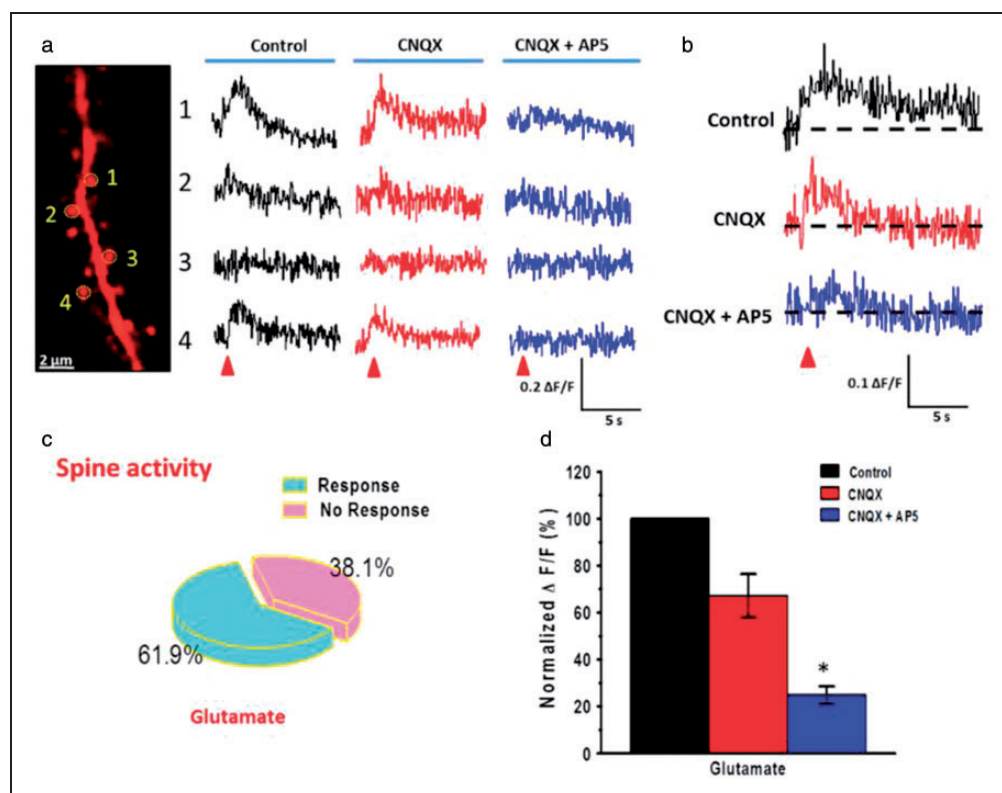 a
Control
CNQX
CNQX + AP5
1
2
3
4
2 µm
1
2
3
4
0.2 ΔF/F
5 s
b
Control
CNQX
CNQX + AP5
0.1 ΔF/F
5 s
c
Spine activity
Response
No Response
38.1%
61.9%
Glutamate
d
Normalized Δ F/F (%)
120
100
80
60
40
20
0
Control
CNQX
CNQX + AP5
*
Glutamate